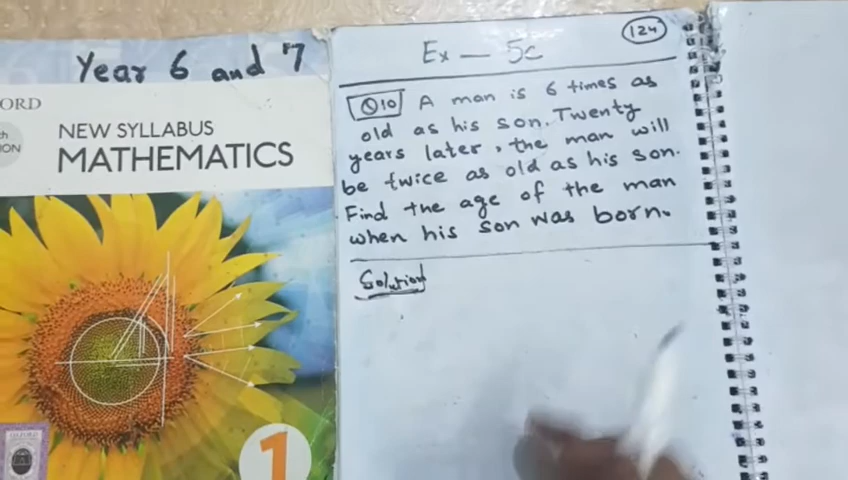 Year 6 and 7
ORD
NEW SYLLABUS
MATHEMATICS
1
124
Ex — 5c
Q10 A man is 6 times as
old as his son. Twenty
years later, the man will
be twice as old as his son.
Find the age of the man
when his son was born.
Solution